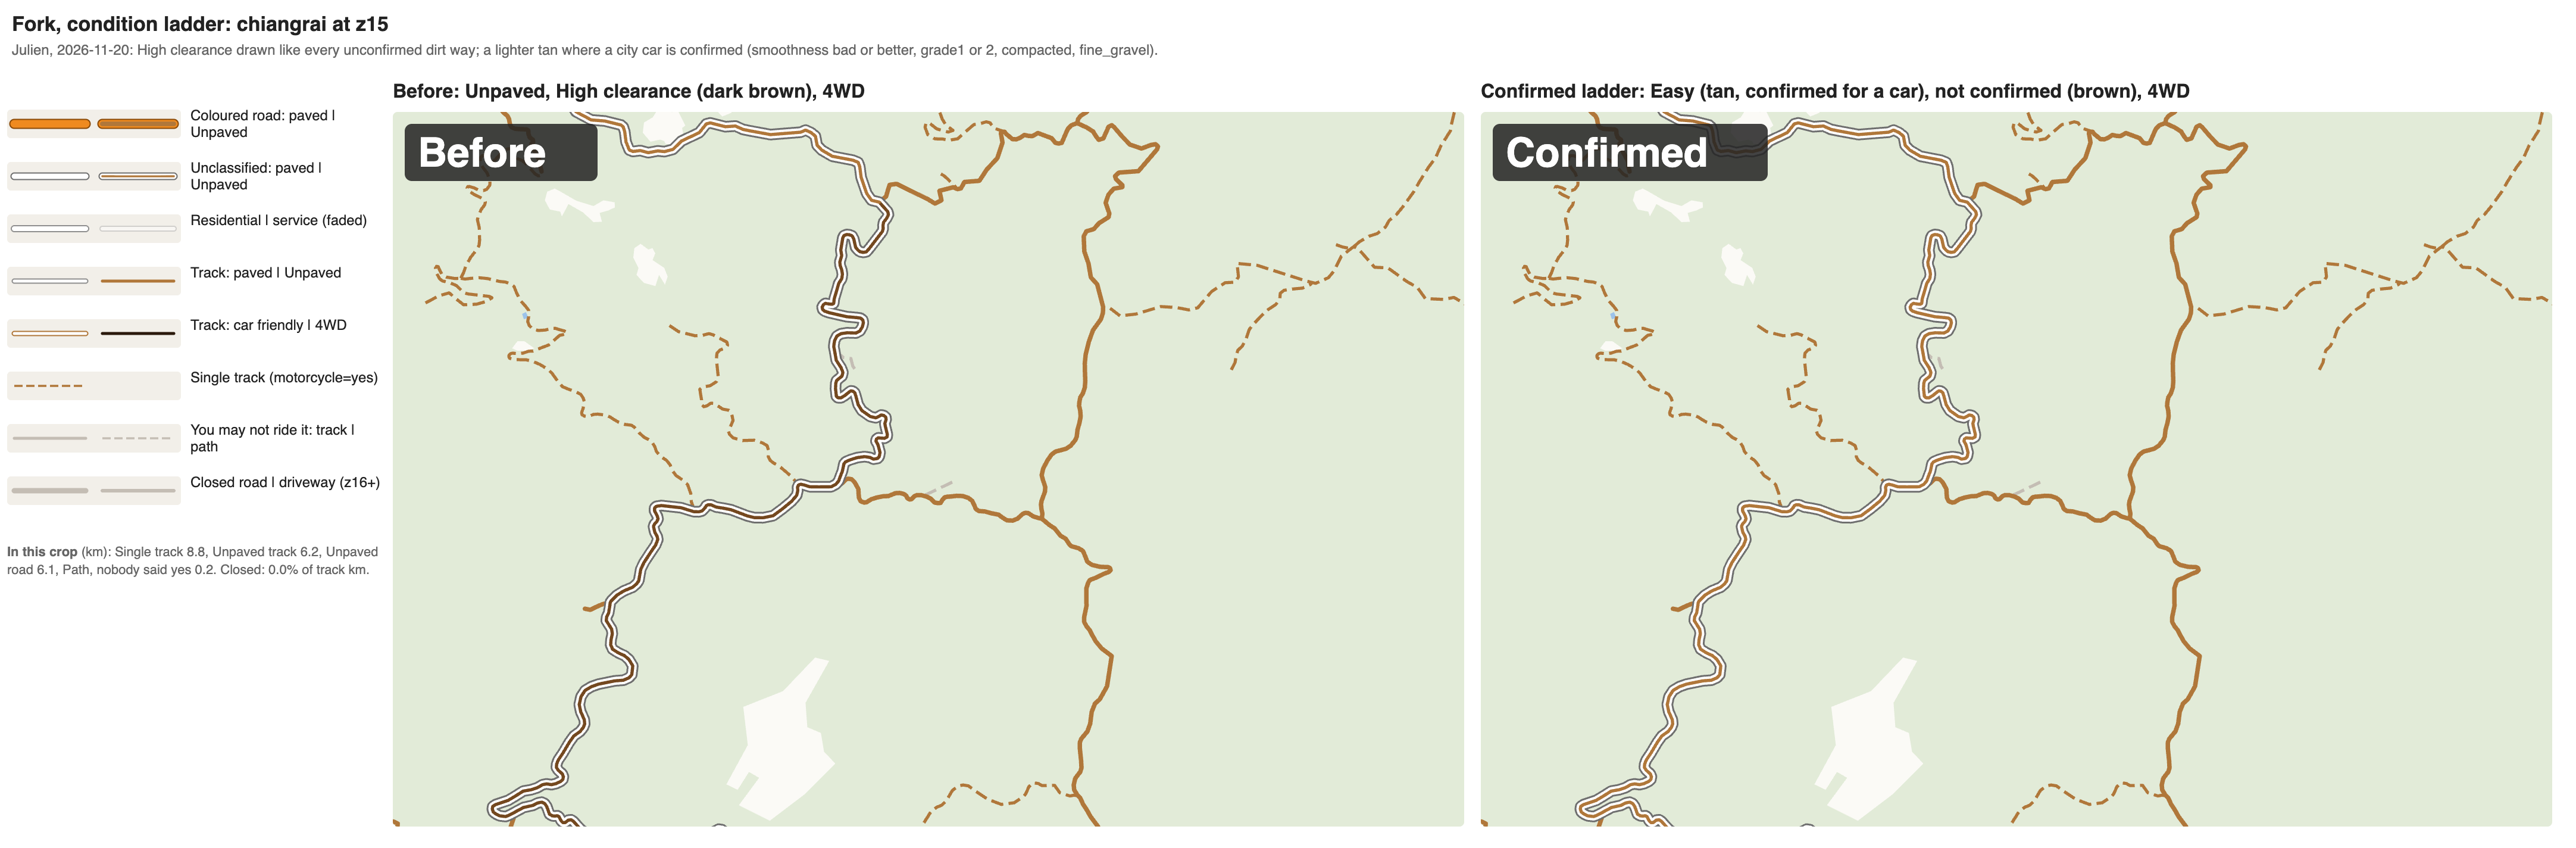 Fork, condition ladder: chiangrai at z15
Julien, 2026-11-20: High clearance drawn like every unconfirmed dirt way; a lighter tan where a city car is confirmed (smoothness bad or better, grade1 or 2, compacted, fine_gravel).
Coloured road: paved |
Unpaved
Unclassified: paved |
Unpaved
Residential | service (faded)
Track: paved | Unpaved
Track: car friendly | 4WD
Single track (motorcycle=yes)
You may not ride it: track |
path
Closed road | driveway (z16+)
In this crop (km): Single track 8.8, Unpaved track 6.2, Unpaved
road 6.1, Path, nobody said yes 0.2. Closed: 0.0% of track km.
Before: Unpaved, High clearance (dark brown), 4WD
Before
Confirmed ladder: Easy (tan, confirmed for a car), not confirmed (brown), 4WD
Confirmed